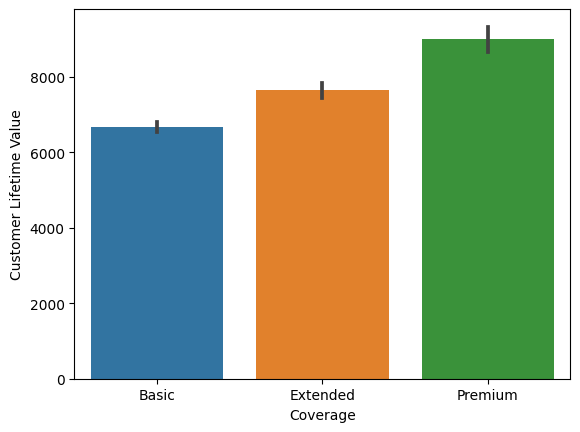 8000
6000
4000
2000
0
Customer Lifetime Value
Basic
Extended
Premium
Coverage